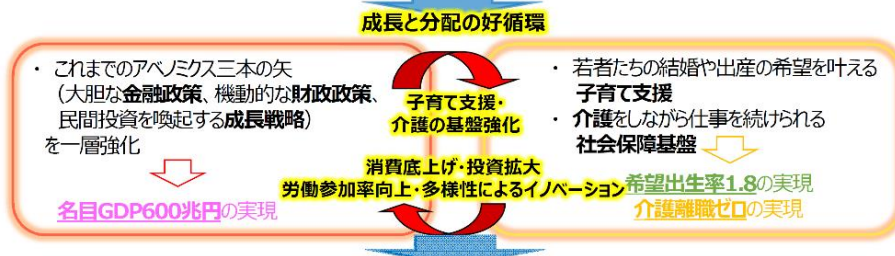 成長と分配の好循環
・ これまでのアベノミクス三本の矢
（大胆な金融政策、機動的な財政政策、
民間投資を喚起する成長戦略）
を一層強化
名目GDP600兆円の実現
子育て支援・
介護の基盤強化
消費底上げ・投資拡大
労働参加率向上・多様性によるイノベーション
・ 若者たちの結婚や出産の希望を叶える
子育て支援
・ 介護をしながら仕事を続けられる
社会保障基盤
希望出生率1.8の実現
介護離職ゼロの実現